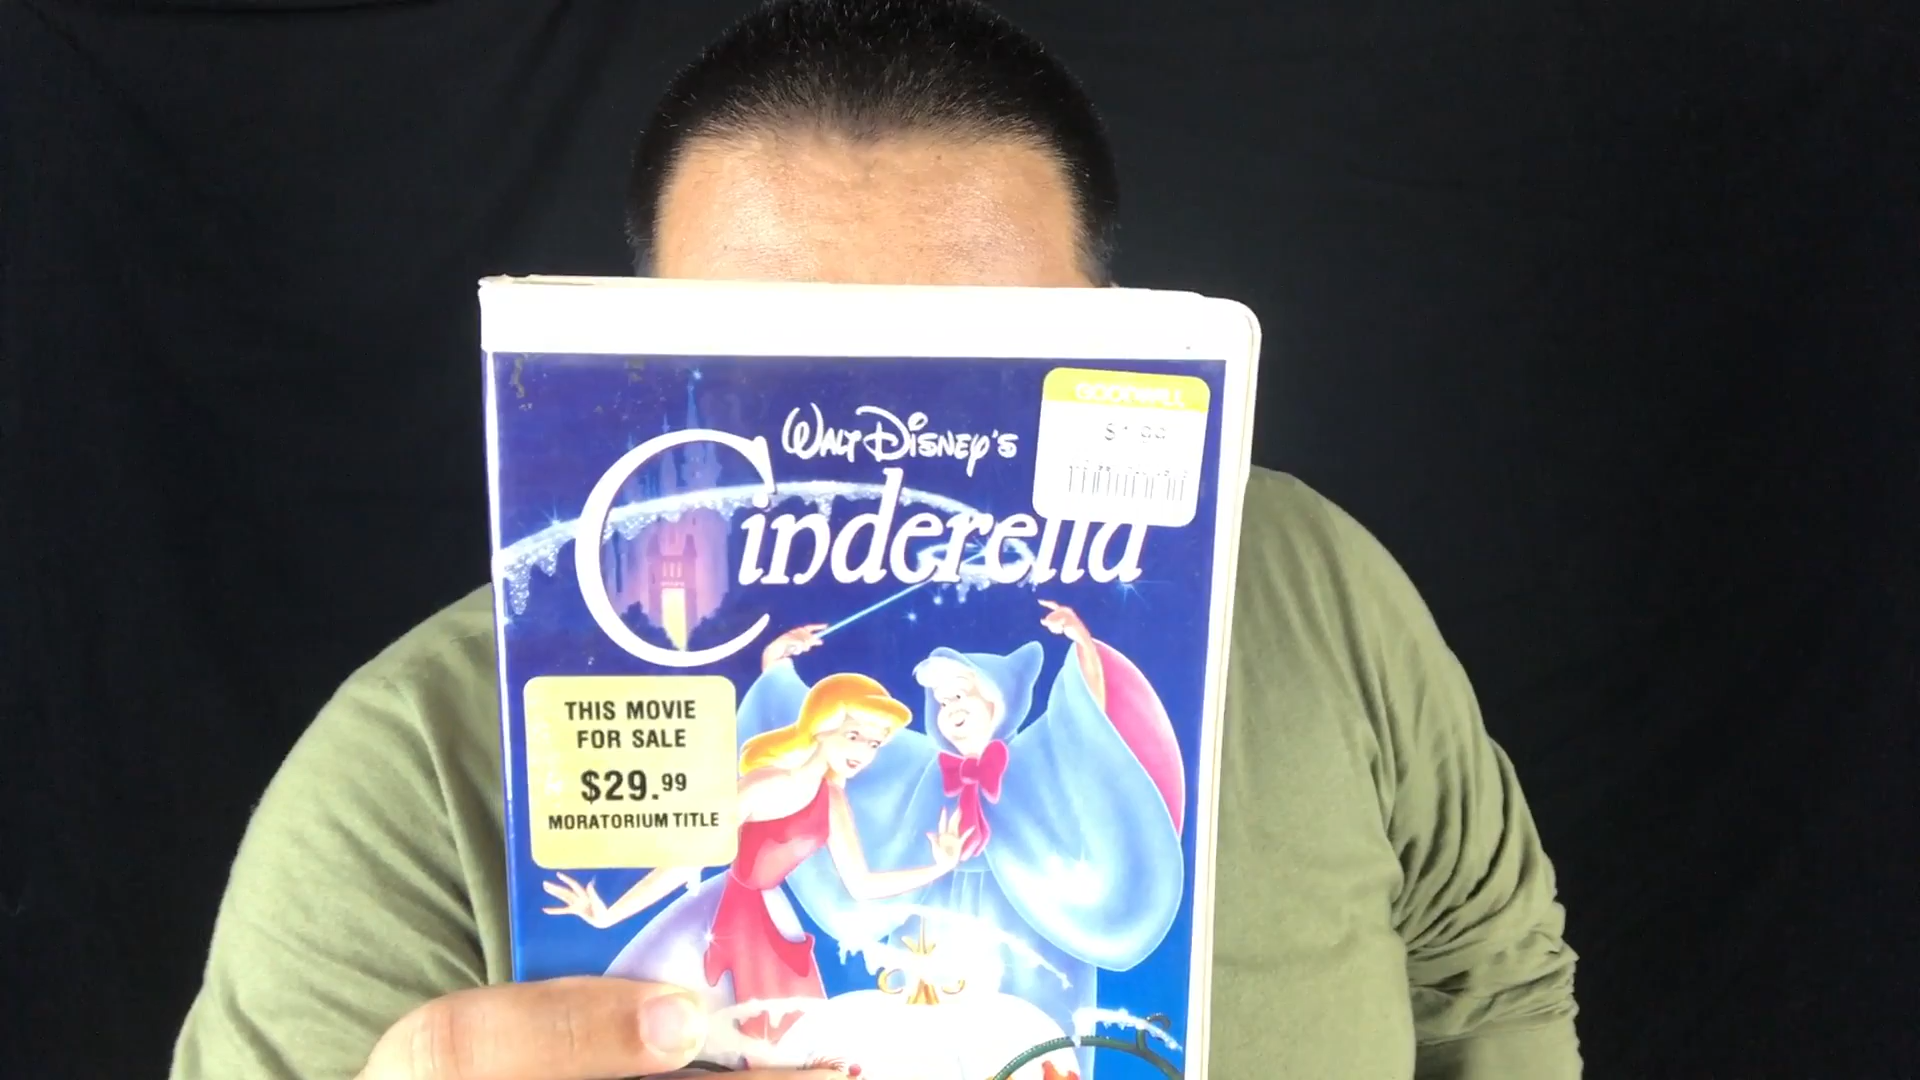 GOODWILL
WALT DISNEY'S
Cinderella
THIS MOVIE
FOR SALE
$29.99
MORATORIUM TITLE